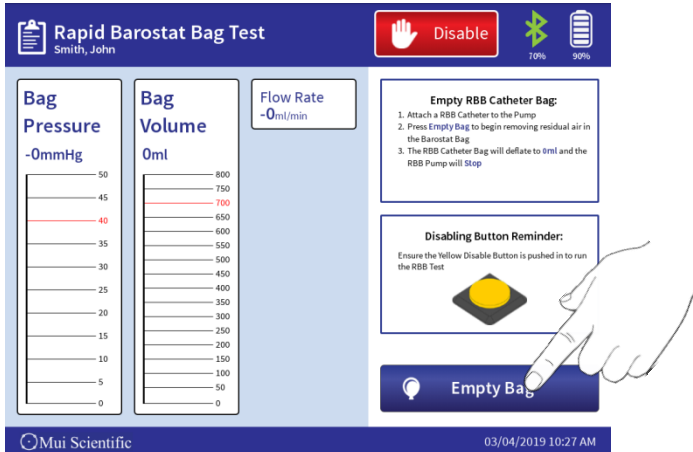 Rapid Barostat Bag Test
Smith, John
Disable
70%
90%
Bag
Pressure
-0mmHg
50
45
40
35
30
25
20
15
10
5
0
Bag
Volume
0ml
800
750
700
650
600
550
500
450
400
350
300
250
200
150
100
50
0
Flow Rate
-0ml/min
Empty RBB Catheter Bag:
1. Attach a RBB Catheter to the Pump
2. Press Empty Bag to begin removing residual air in
the Barostat Bag
3. The RBB Catheter Bag will deflate to 0ml and the
RBB Pump will Stop
Disabling Button Reminder:
Ensure the Yellow Disable Button is pushed in to run
the RBB Test
Empty Bag
Mui Scientific
03/04/2019 10:27 AM